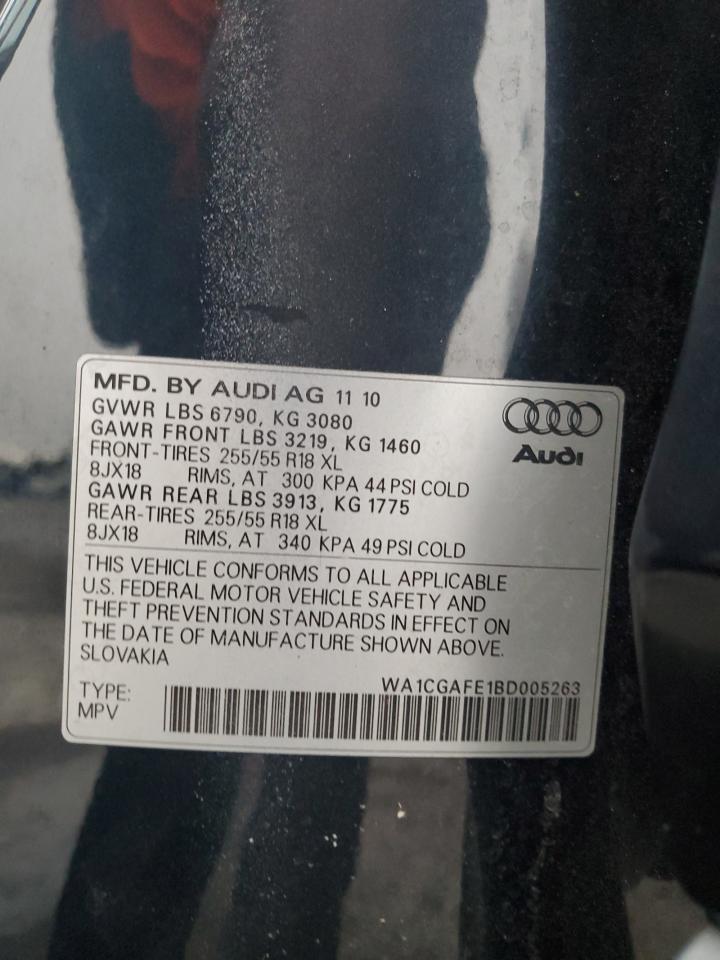 MFD. BY AUDI AG 11 10
GVWR LBS 6790, KG 3080
GAWR FRONT LBS 3219, KG 1460
FRONT-TIRES 255/55 R18 XL
8JX18 RIMS, AT 300 KPA 44 PSI COLD
GAWR REAR LBS 3913, KG 1775
REAR-TIRES 255/55 R18 XL
8JX18 RIMS, AT 340 KPA 49 PSI COLD
Audi
THIS VEHICLE CONFORMS TO ALL APPLICABLE
U.S. FEDERAL MOTOR VEHICLE SAFETY AND
THEFT PREVENTION STANDARDS IN EFFECT ON
THE DATE OF MANUFACTURE SHOWN ABOVE.
SLOVAKIA
WA1CGAFE1BD005263
TYPE:
MPV